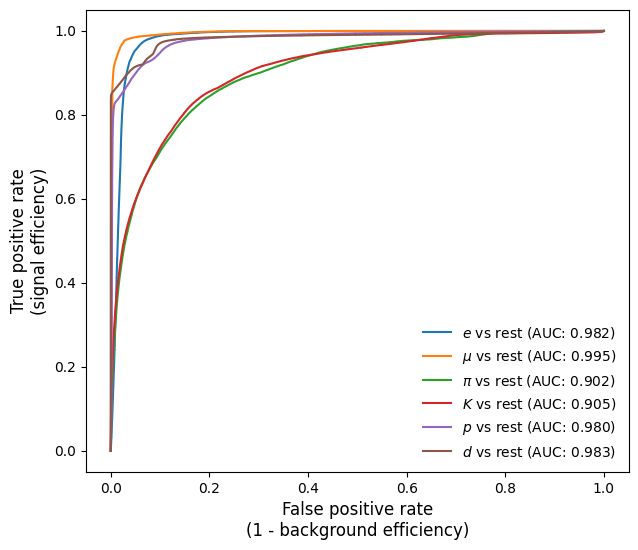 1.0
0.8
0.6
0.4
0.2
0.0
True positive rate
(signal efficiency)
e vs rest (AUC: 0.982)
μ vs rest (AUC: 0.995)
π vs rest (AUC: 0.902)
K vs rest (AUC: 0.905)
p vs rest (AUC: 0.980)
d vs rest (AUC: 0.983)
0.0 0.2 0.4 0.6 0.8 1.0
False positive rate
(1 - background efficiency)